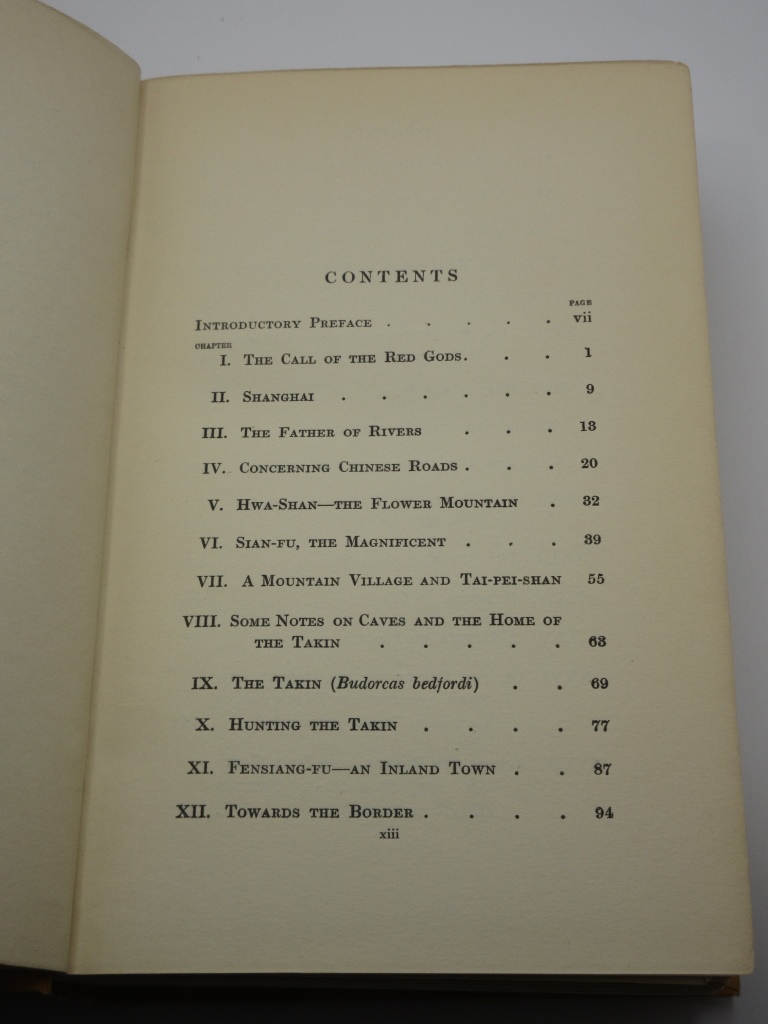 CONTENTS
PAGE
INTRODUCTORY PREFACE . . . . . vii
CHAPTER
I. THE CALL OF THE RED GODS. . . 1
II. SHANGHAI . . . . . . 9
III. THE FATHER OF RIVERS . . . 13
IV. CONCERNING CHINESE ROADS . . . 20
V. HWA-SHAN—THE FLOWER MOUNTAIN . 32
VI. SIAN-FU, THE MAGNIFICENT . . . 39
VII. A MOUNTAIN VILLAGE AND TAI-PEI-SHAN 55
VIII. SOME NOTES ON CAVES AND THE HOME OF
THE TAKIN . . . . . 63
IX. THE TAKIN (Budorcas bedfordi) . . 69
X. HUNTING THE TAKIN . . . . 77
XI. FENSIANG-FU—AN INLAND TOWN . . 87
XII. TOWARDS THE BORDER . . . . 94
xiii